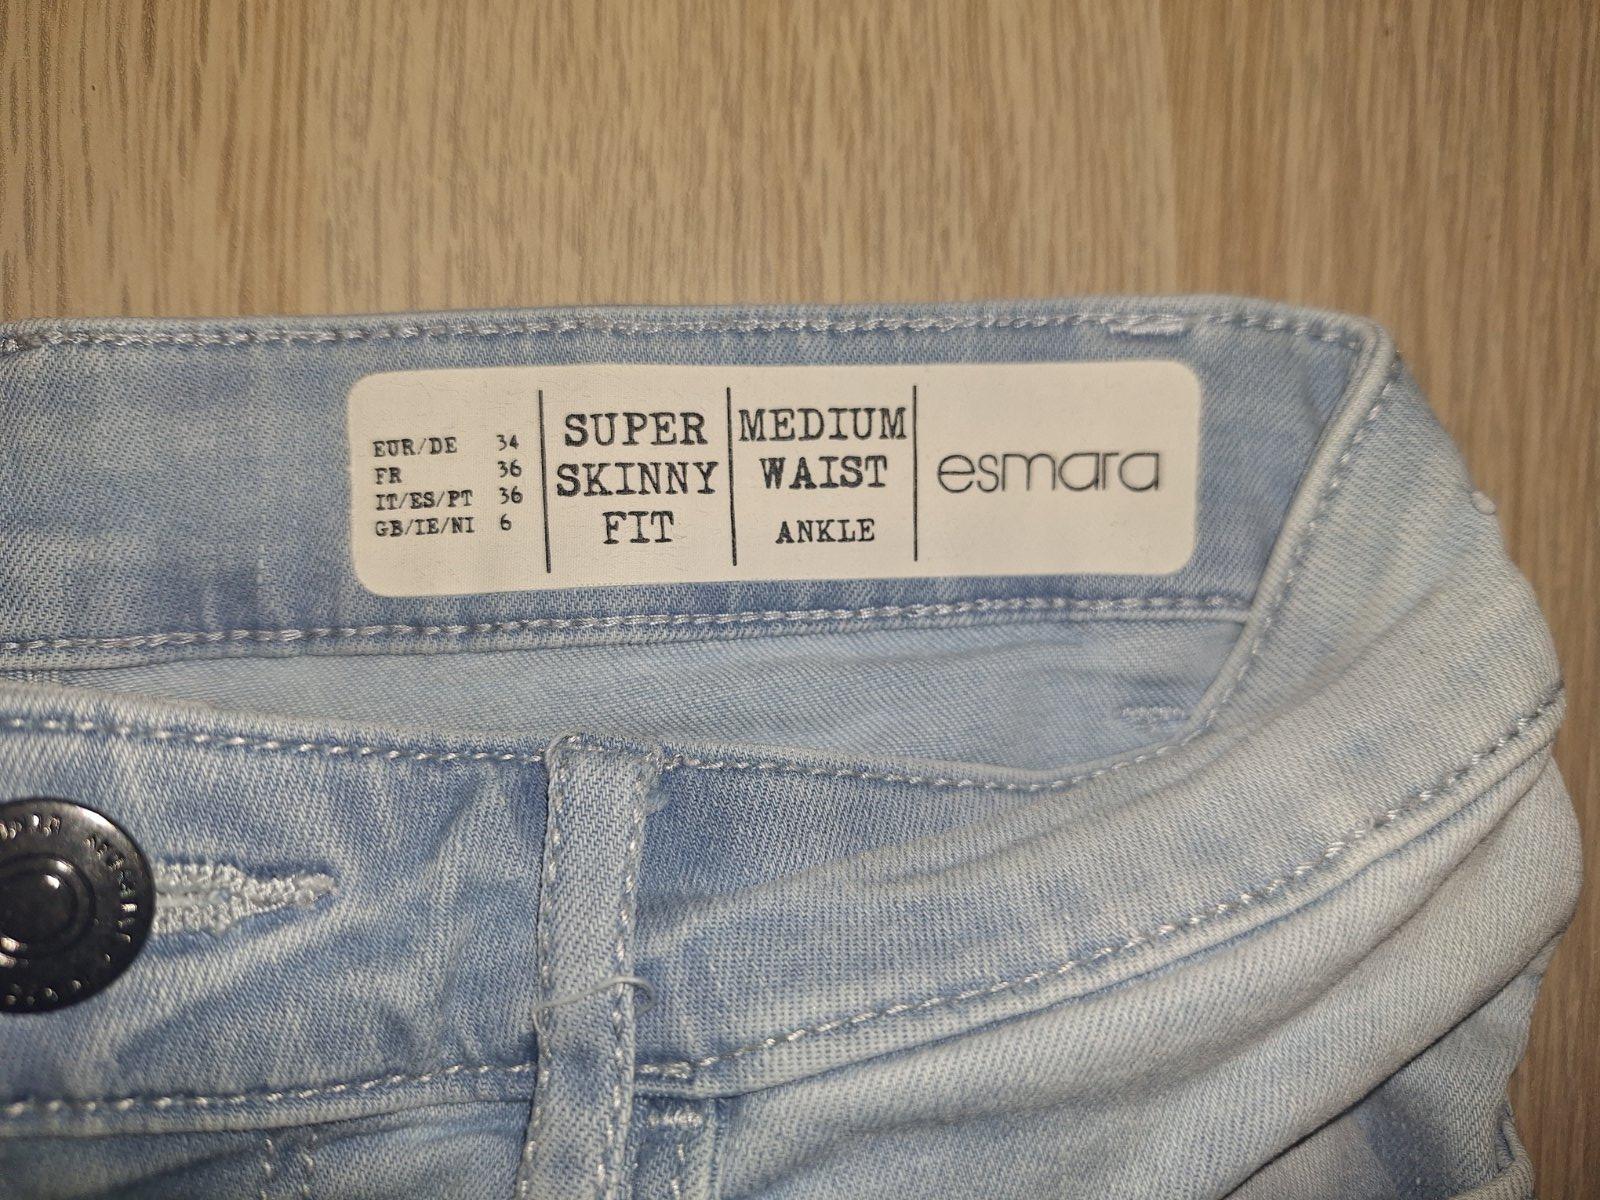 EUR/DE 34
FR 36
IT/ES/PT 36
GB/IE/NI 6
SUPER
SKINNY
FIT
MEDIUM
WAIST
ANKLE
esmara